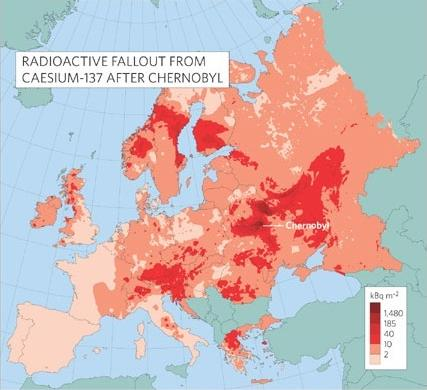 RADIOACTIVE FALLOUT FROM
CAESIUM-137 AFTER CHERNOBYL
Chernobyl
kBq m⁻²
1,480
185
40
10
2